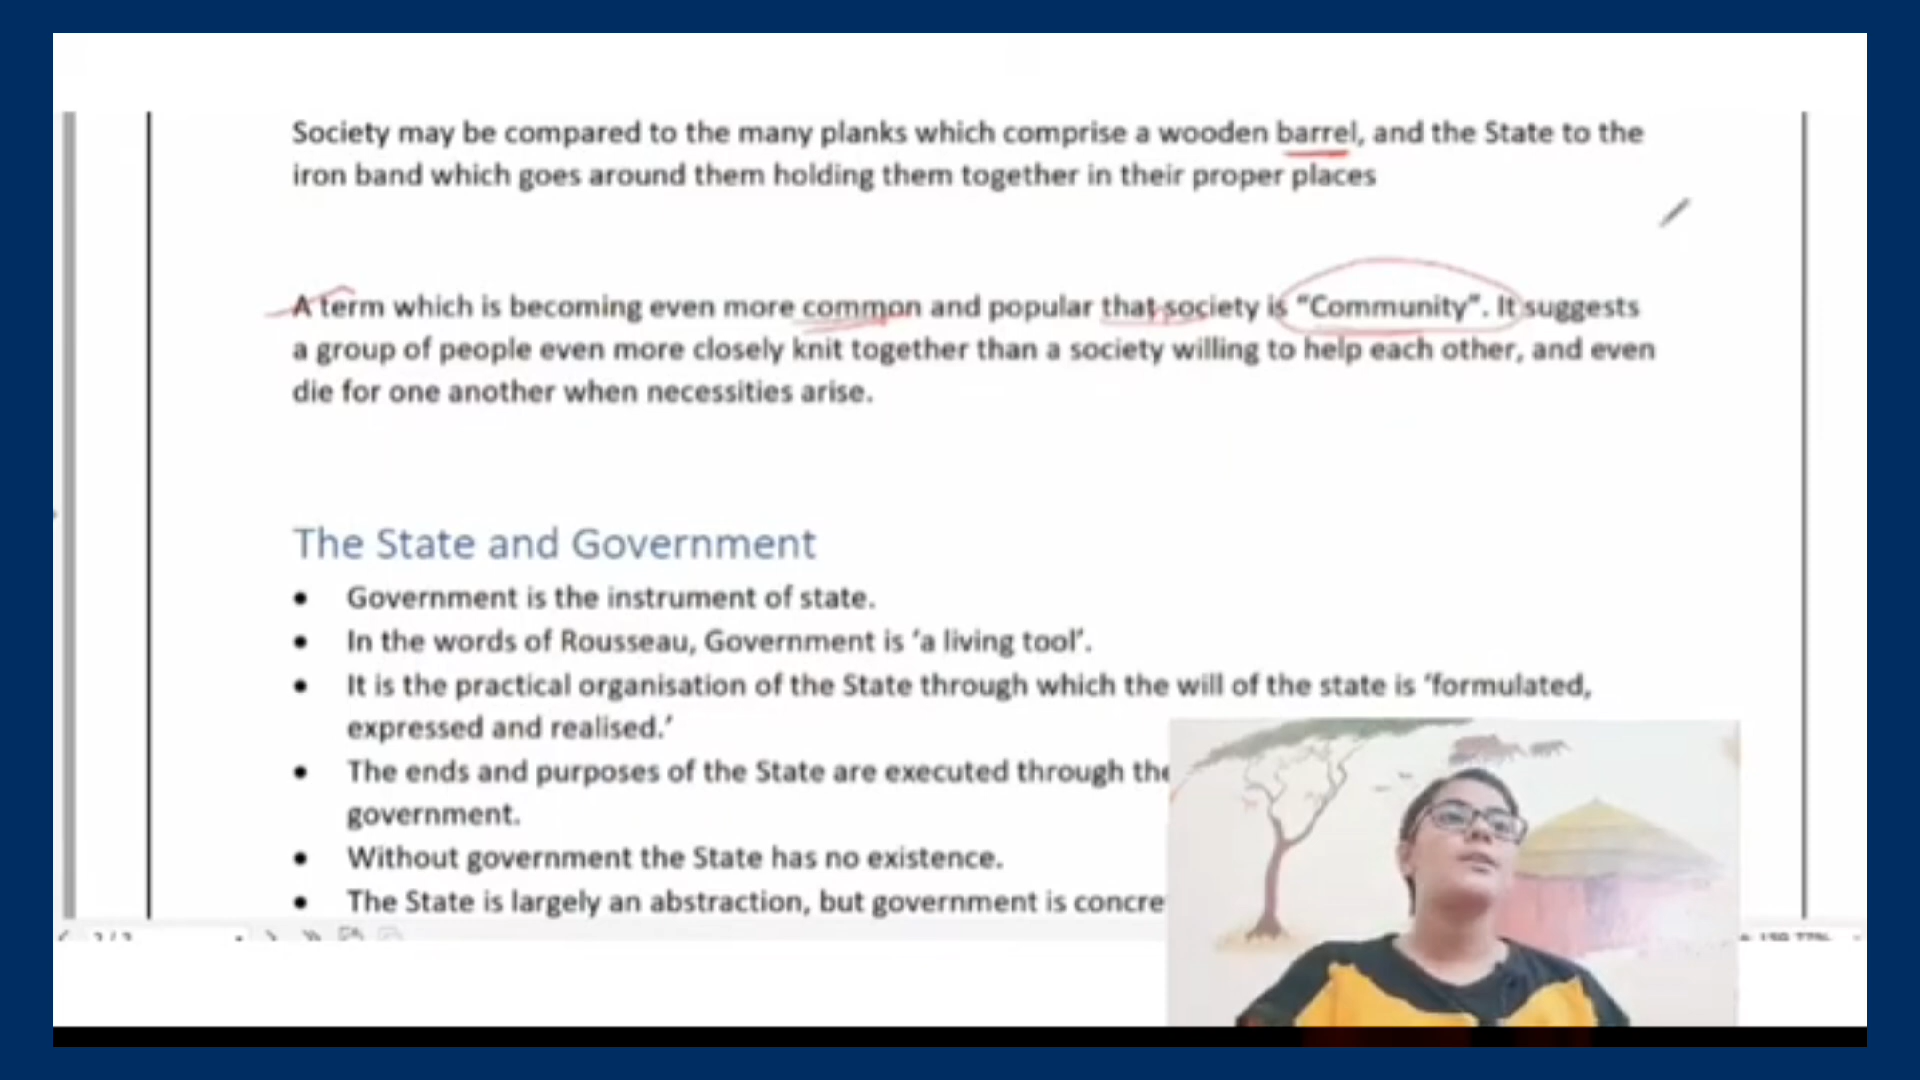 Society may be compared to the many planks which comprise a wooden barrel, and the State to the
iron band which goes around them holding them together in their proper places
A term which is becoming even more common and popular that society is “Community”. It suggests
a group of people even more closely knit together than a society willing to help each other, and even
die for one another when necessities arise.
The State and Government
• Government is the instrument of state.
• In the words of Rousseau, Government is ‘a living tool’.
• It is the practical organisation of the State through which the will of the state is ‘formulated,
expressed and realised.’
• The ends and purposes of the State are executed through the
government.
• Without government the State has no existence.
• The State is largely an abstraction, but government is concre